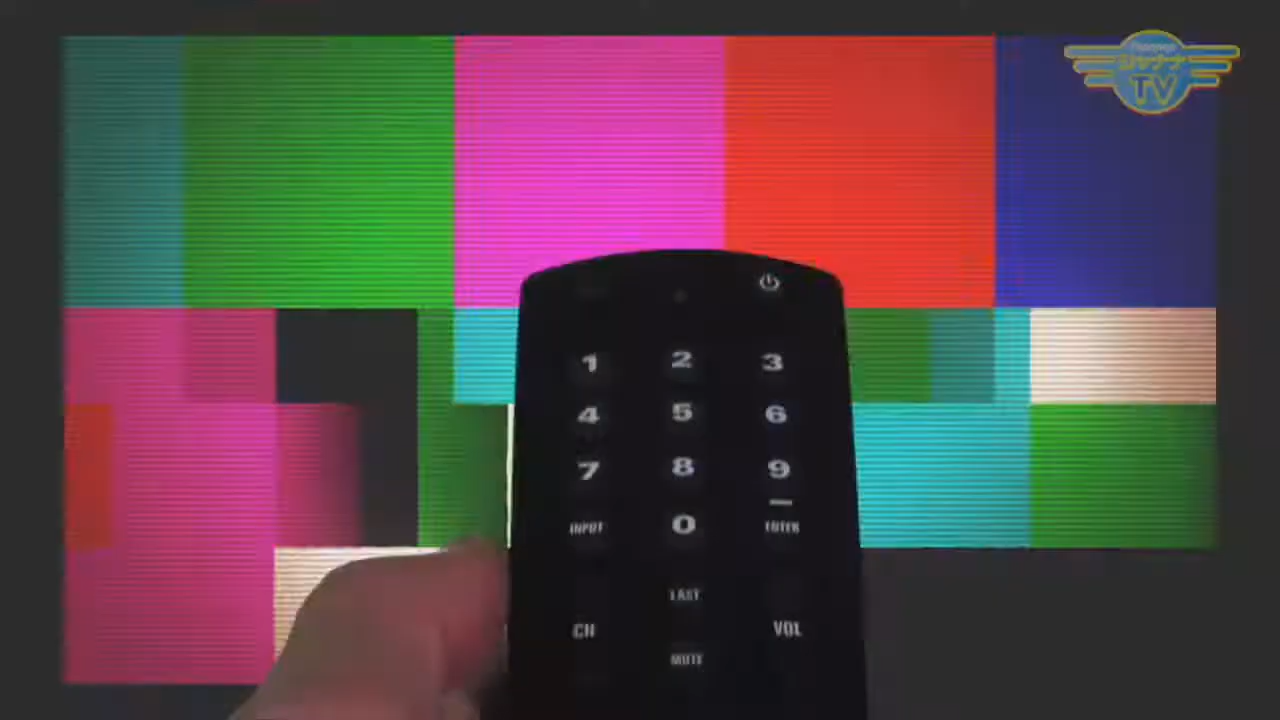 TV
1 2 3
4 5 6
7 8 9
INPUT 0 ENTER
LAST
CH VOL
MUTE